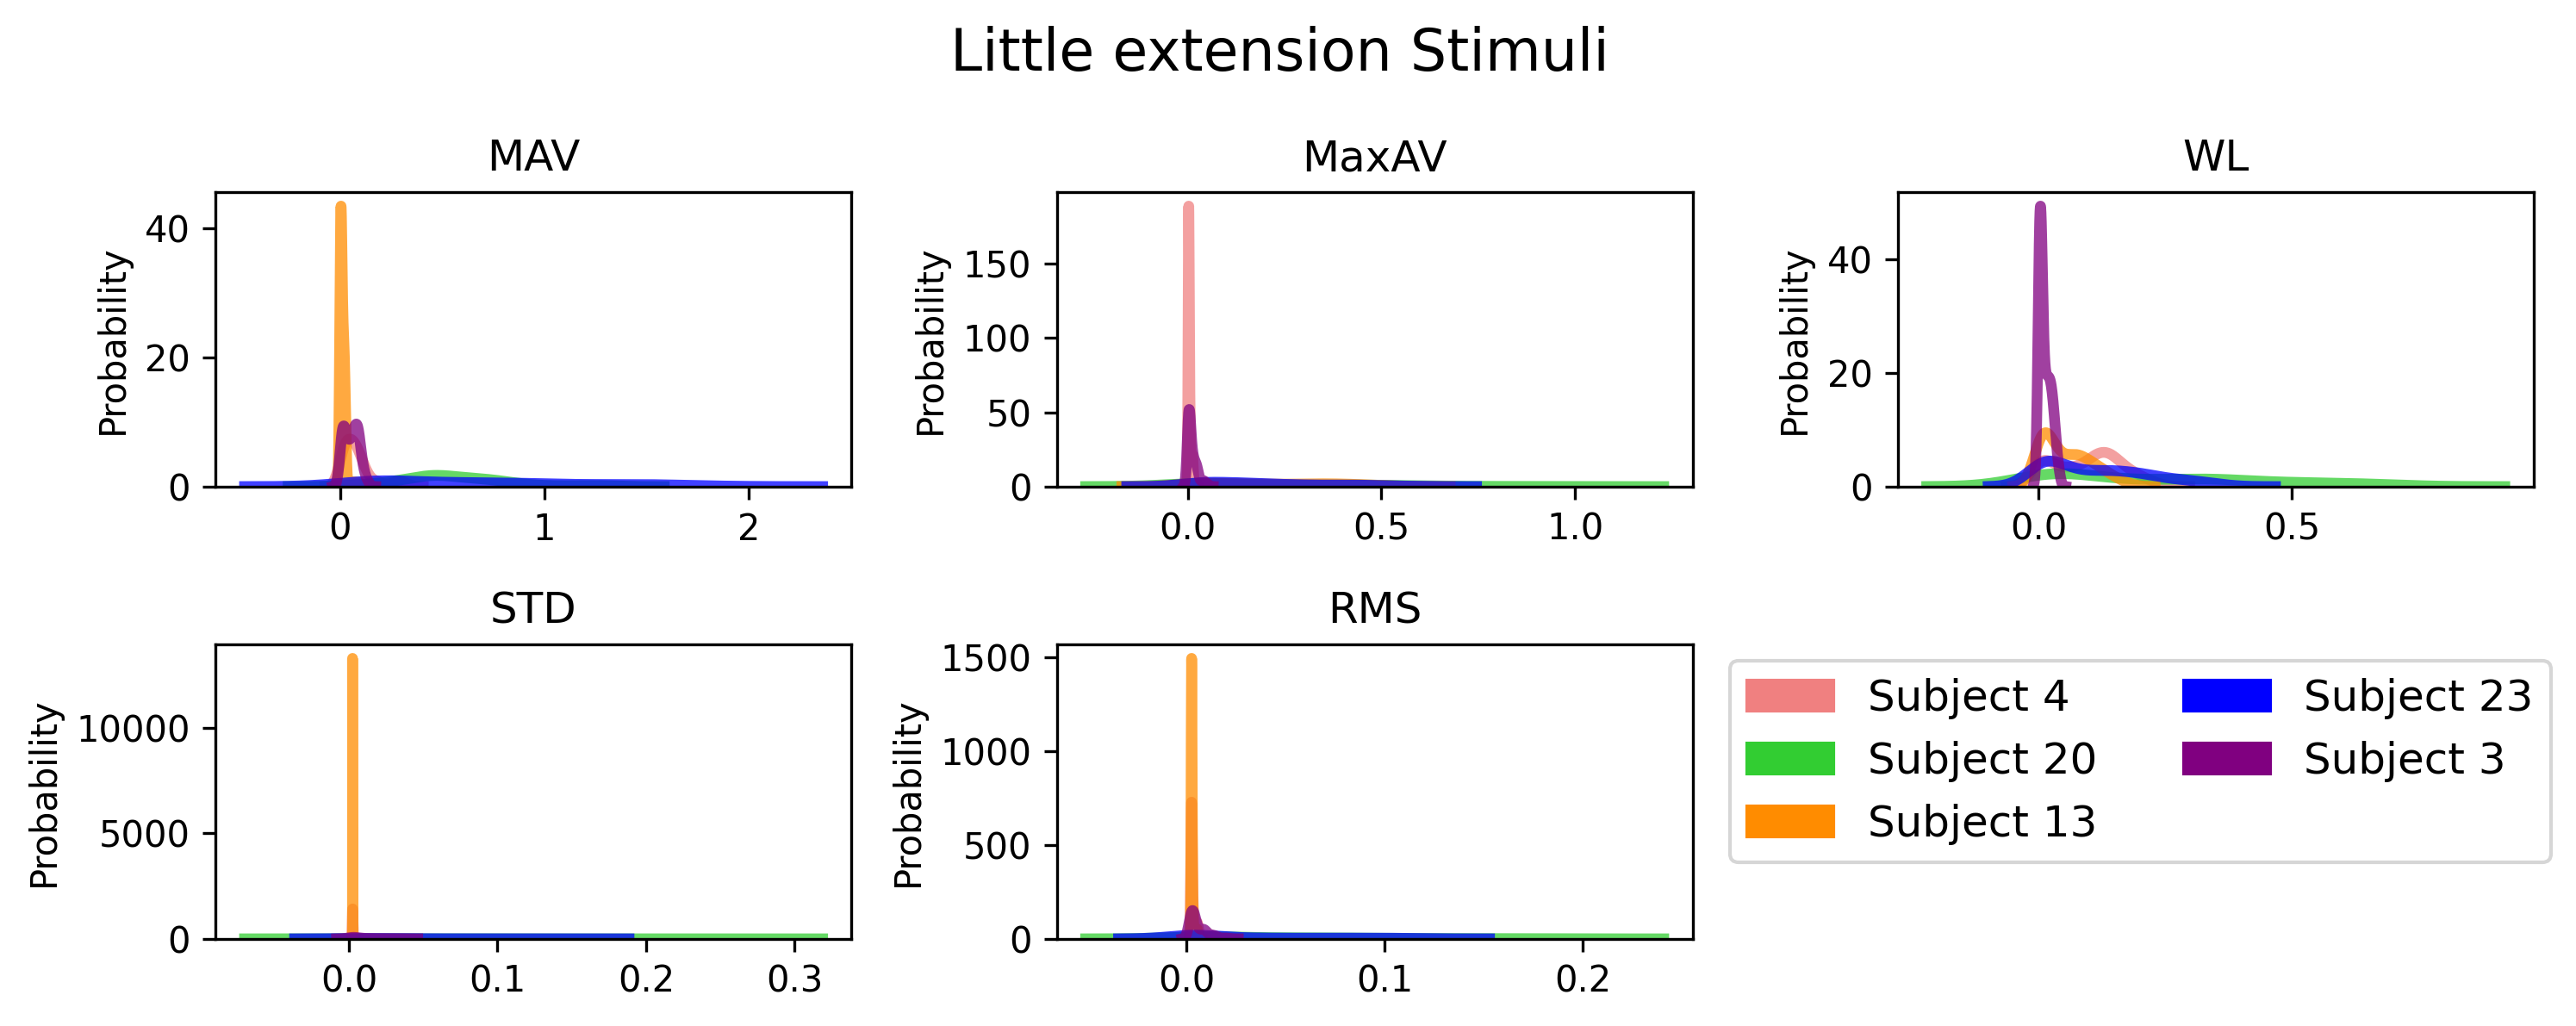 Little extension Stimuli
MAV
Probability
40
20
0
0 1 2
MaxAV
Probability
150
100
50
0
0.0 0.5 1.0
WL
Probability
40
20
0
0.0 0.5
STD
Probability
10000
5000
0
0.0 0.1 0.2 0.3
RMS
Probability
1500
1000
500
0
0.0 0.1 0.2
Subject 4
Subject 20
Subject 13
Subject 23
Subject 3